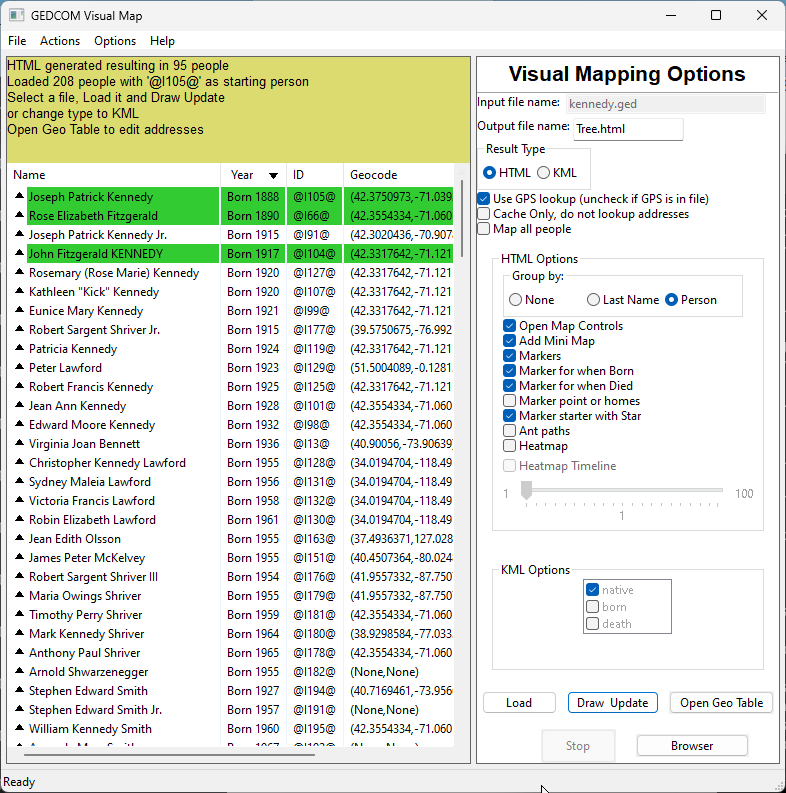 GEDCOM Visual Map
File Actions Options Help
HTML generated resulting in 95 people
Loaded 208 people with '@I105@' as starting person
Select a file, Load it and Draw Update
or change type to KML
Open Geo Table to edit addresses
Name Year ID Geocode
Joseph Patrick Kennedy Born 1888 @I105@ (42.3750973,-71.039
Rose Elizabeth Fitzgerald Born 1890 @I66@ (42.3554334,-71.060
Joseph Patrick Kennedy Jr. Born 1915 @I91@ (42.3020436,-70.907
John Fitzgerald KENNEDY Born 1917 @I104@ (42.3317642,-71.121
Rosemary (Rose Marie) Kennedy Born 1920 @I127@ (42.3317642,-71.121
Kathleen "Kick" Kennedy Born 1920 @I107@ (42.3317642,-71.121
Eunice Mary Kennedy Born 1921 @I99@ (42.3317642,-71.121
Robert Sargent Shriver Jr. Born 1915 @I177@ (39.5750675,-76.992
Patricia Kennedy Born 1924 @I119@ (42.3317642,-71.121
Peter Lawford Born 1923 @I129@ (51.5004089,-0.1281
Robert Francis Kennedy Born 1925 @I125@ (42.3317642,-71.121
Jean Ann Kennedy Born 1928 @I101@ (42.3554334,-71.060
Edward Moore Kennedy Born 1932 @I98@ (42.3554334,-71.060
Virginia Joan Bennett Born 1936 @I13@ (40.90056,-73.90639
Christopher Kennedy Lawford Born 1955 @I128@ (34.0194704,-118.49
Sydney Maleia Lawford Born 1956 @I131@ (34.0194704,-118.49
Victoria Francis Lawford Born 1958 @I132@ (34.0194704,-118.49
Robin Elizabeth Lawford Born 1961 @I130@ (34.0194704,-118.49
Jean Edith Olsson Born 1955 @I163@ (37.4936371,127.028
James Peter McKelvey Born 1955 @I151@ (40.4507364,-80.024
Robert Sargent Shriver III Born 1954 @I176@ (41.9557332,-87.750
Maria Owings Shriver Born 1955 @I179@ (41.9557332,-87.750
Timothy Perry Shriver Born 1959 @I181@ (42.3554334,-71.060
Mark Kennedy Shriver Born 1964 @I180@ (38.9298584,-77.033
Anthony Paul Shriver Born 1965 @I178@ (42.3554334,-71.060
Arnold Shwarzenegger Born 1955 @I182@ (None,None)
Stephen Edward Smith Born 1927 @I194@ (40.7169461,-73.956
Stephen Edward Smith Jr. Born 1957 @I191@ (None,None)
William Kennedy Smith Born 1960 @I195@ (42.3554334,-71.060
Ready
Visual Mapping Options
Input file name: kennedy.ged
Output file name: Tree.html
Result Type
HTML KML
Use GPS lookup (uncheck if GPS is in file)
Cache Only, do not lookup addresses
Map all people
HTML Options
Group by:
None Last Name Person
Open Map Controls
Add Mini Map
Markers
Marker for when Born
Marker for when Died
Marker point or homes
Marker starter with Star
Ant paths
Heatmap
Heatmap Timeline
1 100
1
KML Options
native
born
death
Load Draw Update Open Geo Table
Stop Browser